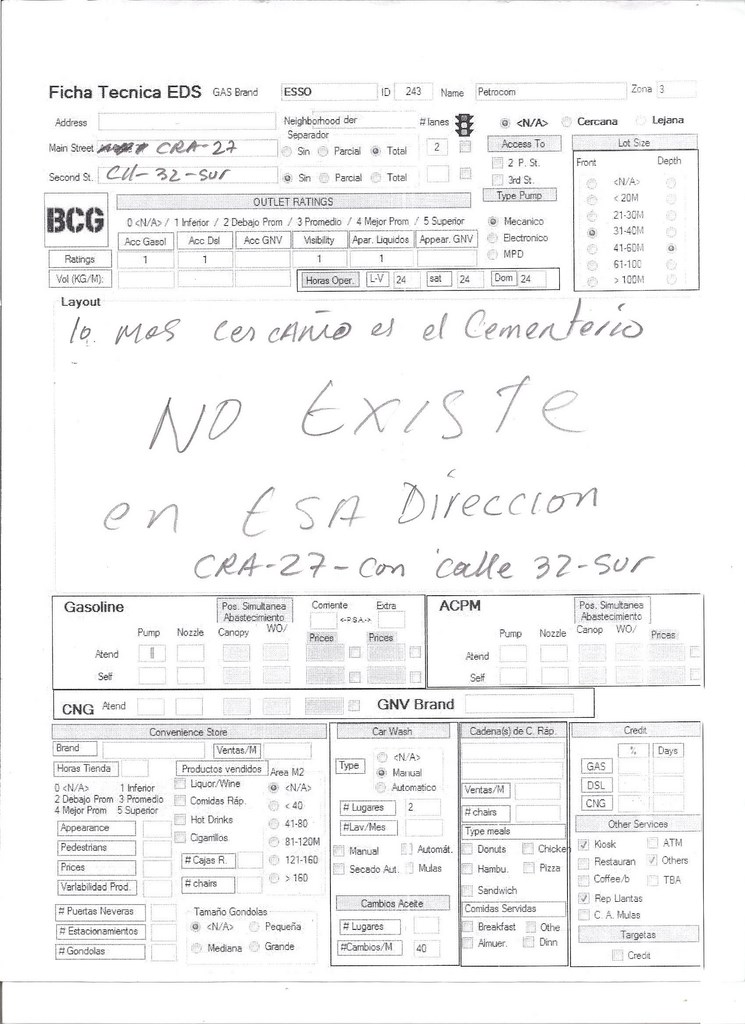 Ficha Tecnica EDS GAS Brand ESSO ID 243 Name Petrocom Zona 3
Address Neighborhood der # lanes <N/A> Cercana Lejana
Separador
Main Street CRA-27 Sin Parcial Total 2 Access To Lot Size
Second St. Cll-32-sur Sin Parcial Total 2 P. St. Front Depth
3rd St. <N/A>
BCG OUTLET RATINGS Type Pump < 20M
0 <N/A> / 1 Inferior / 2 Debajo Prom / 3 Promedio / 4 Mejor Prom / 5 Superior Mecanico 21-30M
Acc Gasol Acc Dsl Acc GNV Visibility Apar. Liquidos Appear. GNV Electronico 31-40M
Ratings 1 1 1 1 MPD 41-60M
61-100
Vol (KG/M): Horas Oper. L-V 24 sat 24 Dom 24 > 100M
Layout
lo mas cercAño es el Cementerio
NO EXISTe
en ESA Direccion
CRA-27-con calle 32-sur
Gasoline Pos. Simultanea Abastecimiento Corriente Extra ACPM Pos. Simultanea Abastecimiento
<-P.S.A.->
Pump Nozzle Canopy WO/ Prices Prices Pump Nozzle Canop WO/ Prices
Atend Atend
Self Self
CNG Atend GNV Brand
Convenience Store Car Wash Cadena(s) de C. Ráp. Credit
Brand Ventas/M <N/A> % Days
Horas Tienda Productos vendidos Area M2 Type Manual GAS
0 <N/A> 1 Inferior Liquor/Wine <N/A> Automatico Ventas/M DSL
2 Debajo Prom 3 Promedio Comidas Ráp. < 40 # Lugares 2 # chairs CNG
4 Mejor Prom 5 Superior Hot Drinks 41-80 # Lav./Mes Type meals Other Services
Appearance Cigarrillos 81-120M Manual Automát. Donuts Chicke Kiosk ATM
Pedestrians # Cajas R. 121-160 Secado Aut. Mulas Hambu. Pizza Restauran Others
Prices # chairs > 160 Sandwich Coffee/b TBA
Variabilidad Prod. Cambios Aceite Comidas Servidas Rep Llantas
# Puertas Neveras Tamaño Gondolas # Lugares Breakfast Othe C. A. Mulas
# Estacionamientos <N/A> Pequeña #Cambios/M 40 Almuer. Dinn Targetas
# Gondolas Mediana Grande Credit